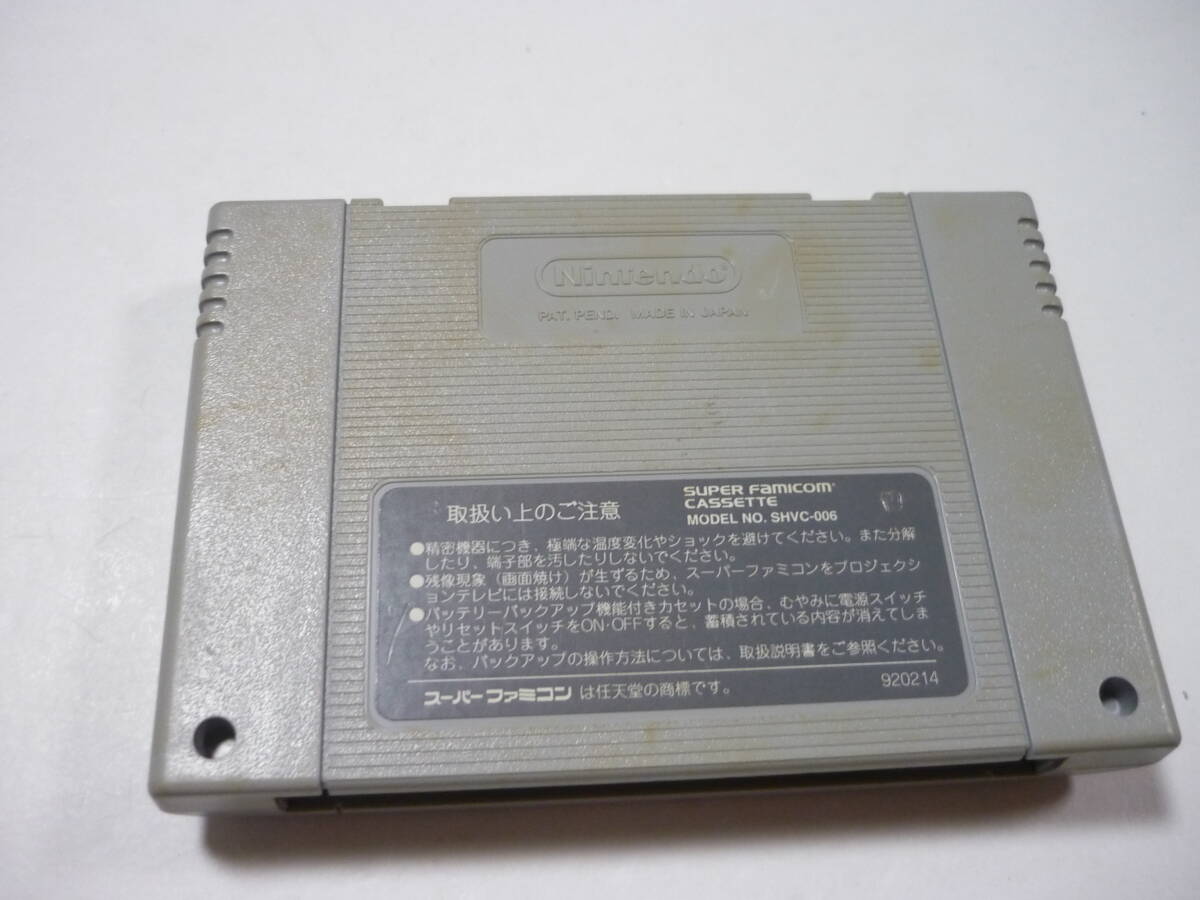 Nintendo
PAT. PEND. MADE IN JAPAN
取扱い上のご注意
SUPER FAMICOM
CASSETTE
MODEL NO. SHVC-006
●精密機器につき、極端な温度変化やショックを避けてください。また分解
したり、端子部を汚したりしないでください。
●残像現象（画面焼け）が生ずるため、スーパーファミコンをプロジェクシ
ョンテレビには接続しないでください。
●バッテリーバックアップ機能付きカセットの場合、むやみに電源スイッチ
やリセットスイッチをON・OFFすると、蓄積されている内容が消えてしま
うことがあります。
なお、バックアップの操作方法については、取扱説明書をご参照ください。
スーパーファミコン は任天堂の商標です。
920214